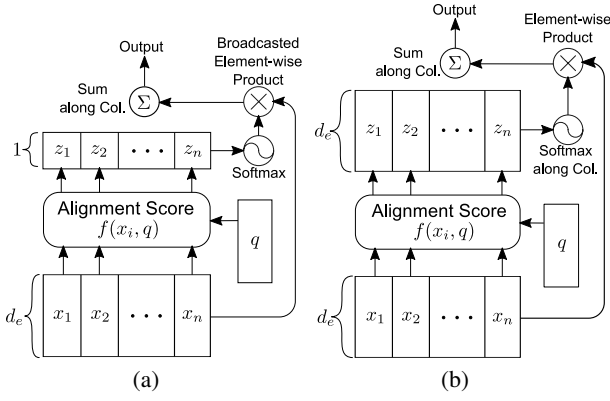 Output
Sum
along Col.
Σ
Broadcasted
Element-wise
Product
×
1
z₁ z₂ · · · zₙ
Softmax
Alignment Score
f(xᵢ, q)
q
dₑ
x₁ x₂ · · · xₙ
(a)
Output
Sum
along Col.
Σ
Element-wise
Product
×
dₑ
z₁ z₂ · · · zₙ
Softmax
along Col.
Alignment Score
f(xᵢ, q)
q
dₑ
x₁ x₂ · · · xₙ
(b)